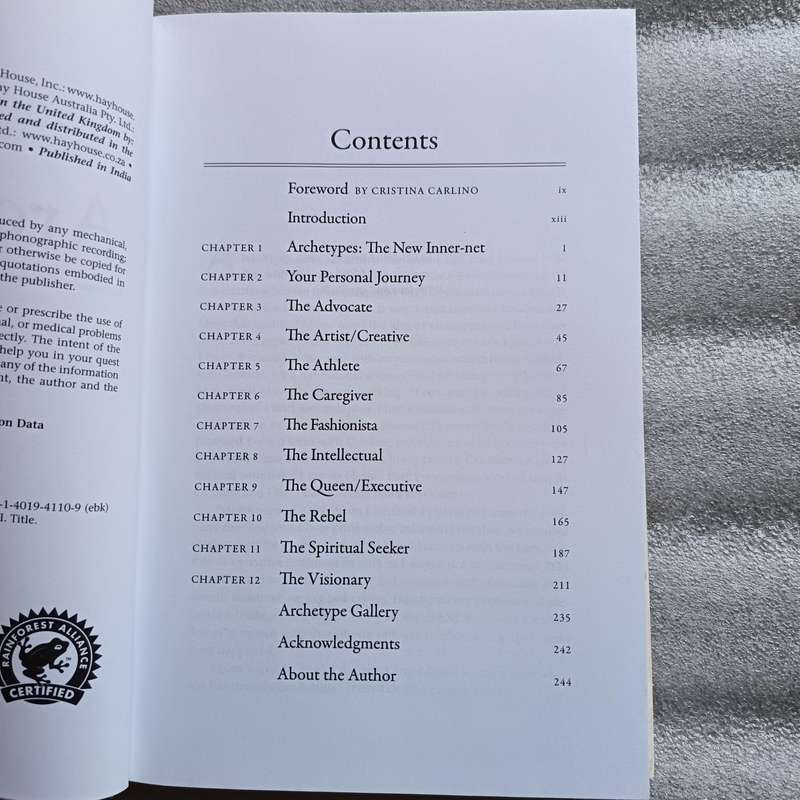 House, Inc.: www.hayhouse.
y House Australia Pty. Ltd.:
n the United Kingdom by:
ed and distributed in the
td.: www.hayhouse.co.za •
com • Published in India
uced by any mechanical,
phonographic recording;
r otherwise be copied for
quotations embodied in
the publisher.
e or prescribe the use of
nal, or medical problems
ectly. The intent of the
help you in your quest
any of the information
nt, the author and the
on Data
-1-4019-4110-9 (ebk)
I. Title.
RAINFOREST ALLIANCE
CERTIFIED
Contents
Foreword BY CRISTINA CARLINO ix
Introduction xiii
CHAPTER 1 Archetypes: The New Inner-net 1
CHAPTER 2 Your Personal Journey 11
CHAPTER 3 The Advocate 27
CHAPTER 4 The Artist/Creative 45
CHAPTER 5 The Athlete 67
CHAPTER 6 The Caregiver 85
CHAPTER 7 The Fashionista 105
CHAPTER 8 The Intellectual 127
CHAPTER 9 The Queen/Executive 147
CHAPTER 10 The Rebel 165
CHAPTER 11 The Spiritual Seeker 187
CHAPTER 12 The Visionary 211
Archetype Gallery 235
Acknowledgments 242
About the Author 244